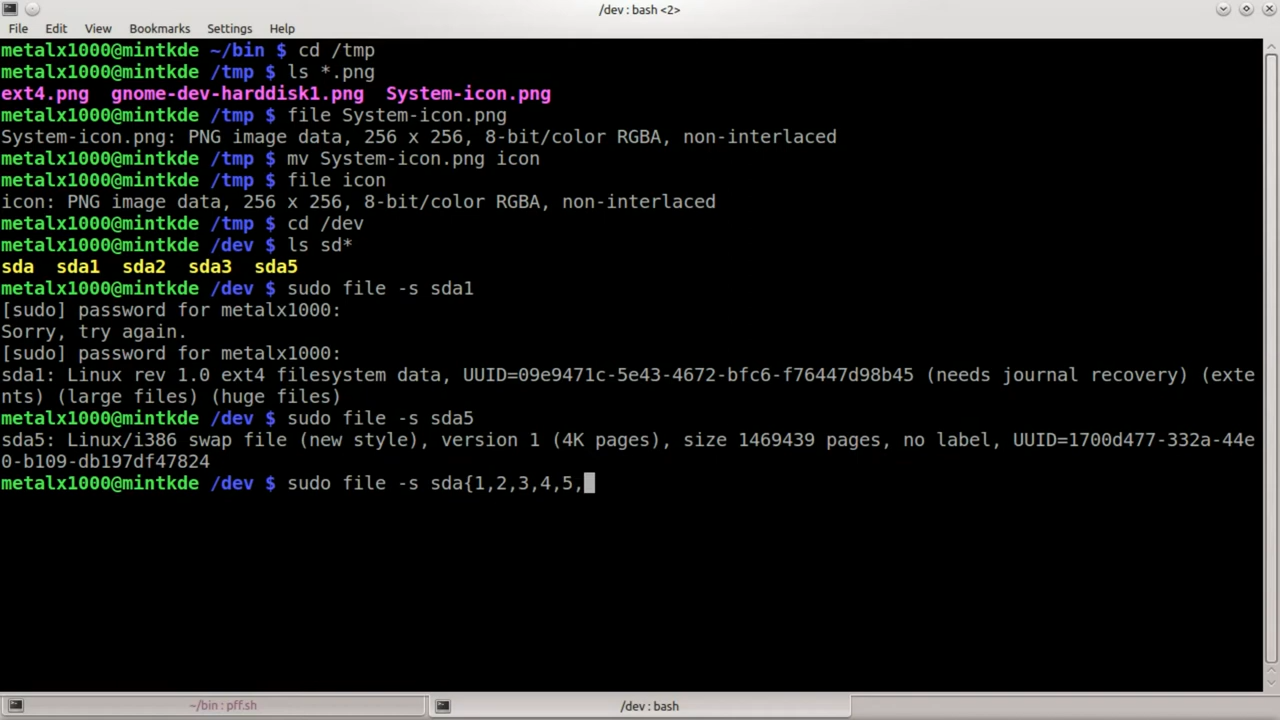 /dev : bash <2>
File Edit View Bookmarks Settings Help
metalx1000@mintkde ~/bin $ cd /tmp
metalx1000@mintkde /tmp $ ls *.png
ext4.png  gnome-dev-harddisk1.png  System-icon.png
metalx1000@mintkde /tmp $ file System-icon.png
System-icon.png: PNG image data, 256 x 256, 8-bit/color RGBA, non-interlaced
metalx1000@mintkde /tmp $ mv System-icon.png icon
metalx1000@mintkde /tmp $ file icon
icon: PNG image data, 256 x 256, 8-bit/color RGBA, non-interlaced
metalx1000@mintkde /tmp $ cd /dev
metalx1000@mintkde /dev $ ls sd*
sda  sda1  sda2  sda3  sda5
metalx1000@mintkde /dev $ sudo file -s sda1
[sudo] password for metalx1000:
Sorry, try again.
[sudo] password for metalx1000:
sda1: Linux rev 1.0 ext4 filesystem data, UUID=09e9471c-5e43-4672-bfc6-f76447d98b45 (needs journal recovery) (exte
nts) (large files) (huge files)
metalx1000@mintkde /dev $ sudo file -s sda5
sda5: Linux/i386 swap file (new style), version 1 (4K pages), size 1469439 pages, no label, UUID=1700d477-332a-44e
0-b109-db197df47824
metalx1000@mintkde /dev $ sudo file -s sda{1,2,3,4,5,
~/bin : pff.sh
/dev : bash